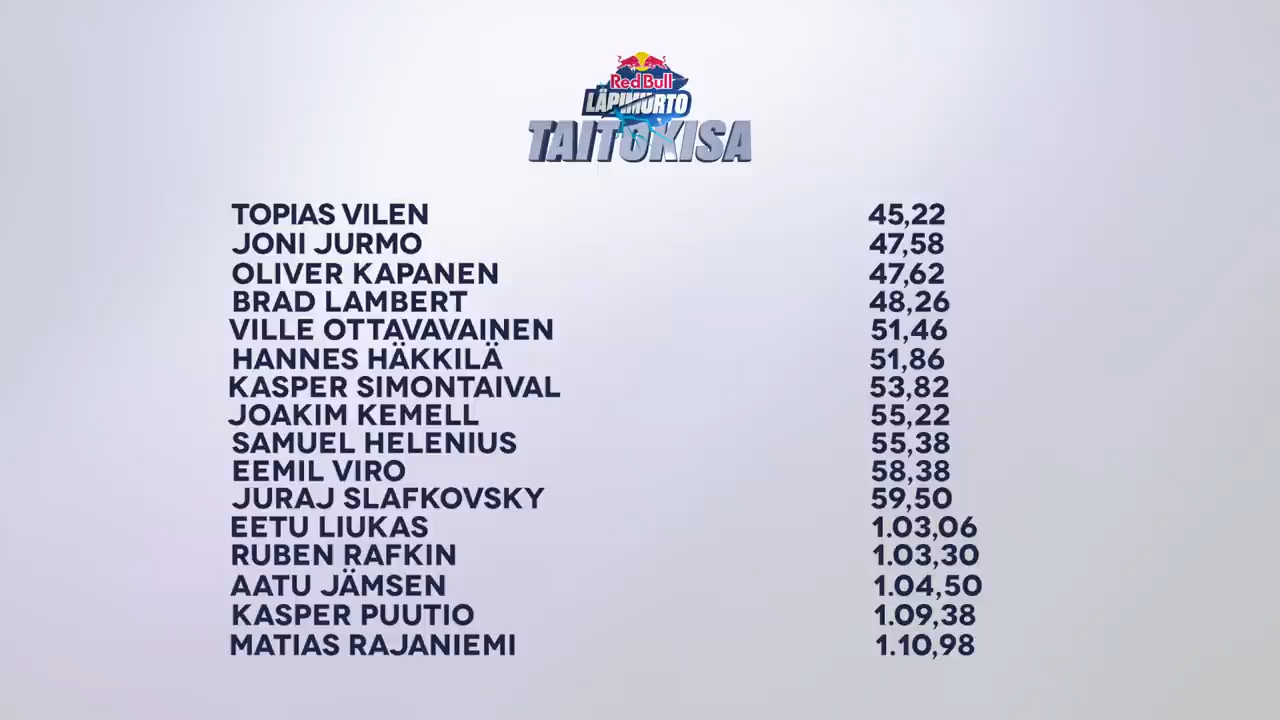 Red Bull
LÄPIMURTO
TAITOKISA
TOPIAS VILEN 45,22
JONI JURMO 47,58
OLIVER KAPANEN 47,62
BRAD LAMBERT 48,26
VILLE OTTAVAVAINEN 51,46
HANNES HÄKKILÄ 51,86
KASPER SIMONTAIVAL 53,82
JOAKIM KEMELL 55,22
SAMUEL HELENIUS 55,38
EEMIL VIRO 58,38
JURAJ SLAFKOVSKY 59,50
EETU LIUKAS 1.03,06
RUBEN RAFKIN 1.03,30
AATU JÄMSEN 1.04,50
KASPER PUUTIO 1.09,38
MATIAS RAJANIEMI 1.10,98